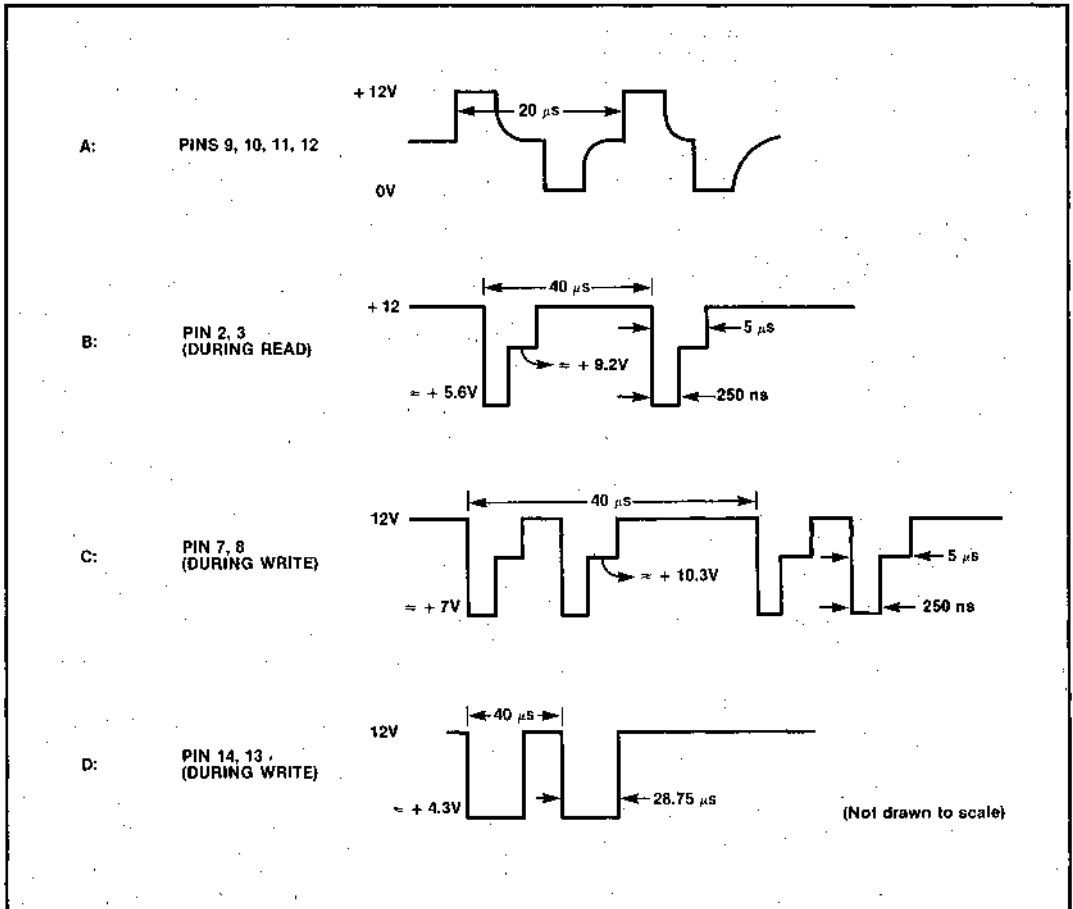 + 12V
20 μs
A: PINS 9, 10, 11, 12
0V
40 μs
+ 12
5 μs
B: PIN 2, 3
(DURING READ)
≈ + 9.2V
≈ + 5.6V
250 ns
40 μs
12V
C: PIN 7, 8
(DURING WRITE)
5 μs
≈ + 10.3V
≈ + 7V
250 ns
40 μs
12V
D: PIN 14, 13
(DURING WRITE)
28.75 μs
≈ + 4.3V
(Not drawn to scale)